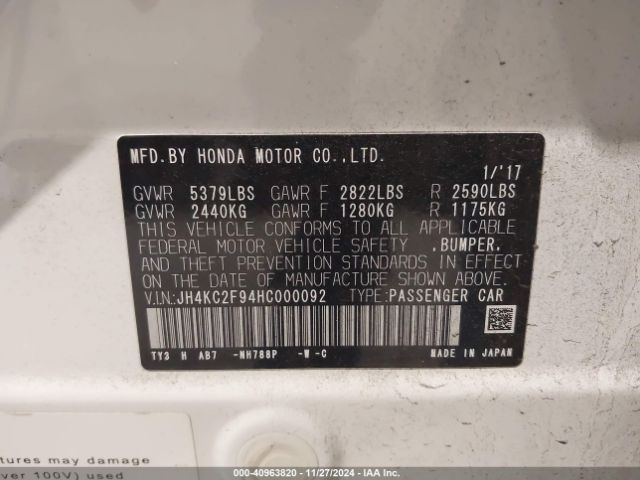 MFD.BY HONDA MOTOR CO.,LTD.
1/'17
GVWR 5379LBS GAWR F 2822LBS R 2590LBS
GVWR 2440KG GAWR F 1280KG R 1175KG
THIS VEHICLE CONFORMS TO ALL APPLICABLE
FEDERAL MOTOR VEHICLE SAFETY ,BUMPER,
AND THEFT PREVENTION STANDARDS IN EFFECT
ON THE DATE OF MANUFACTURE SHOWN ABOVE.
V.I.N:JH4KC2F94HC000092 TYPE:PASSENGER CAR
TY3 H AB7 -NH788P -W -C MADE IN JAPAN
tures may damage
ver 100V) used
000-40963820 - 11/27/2024 - IAA Inc.